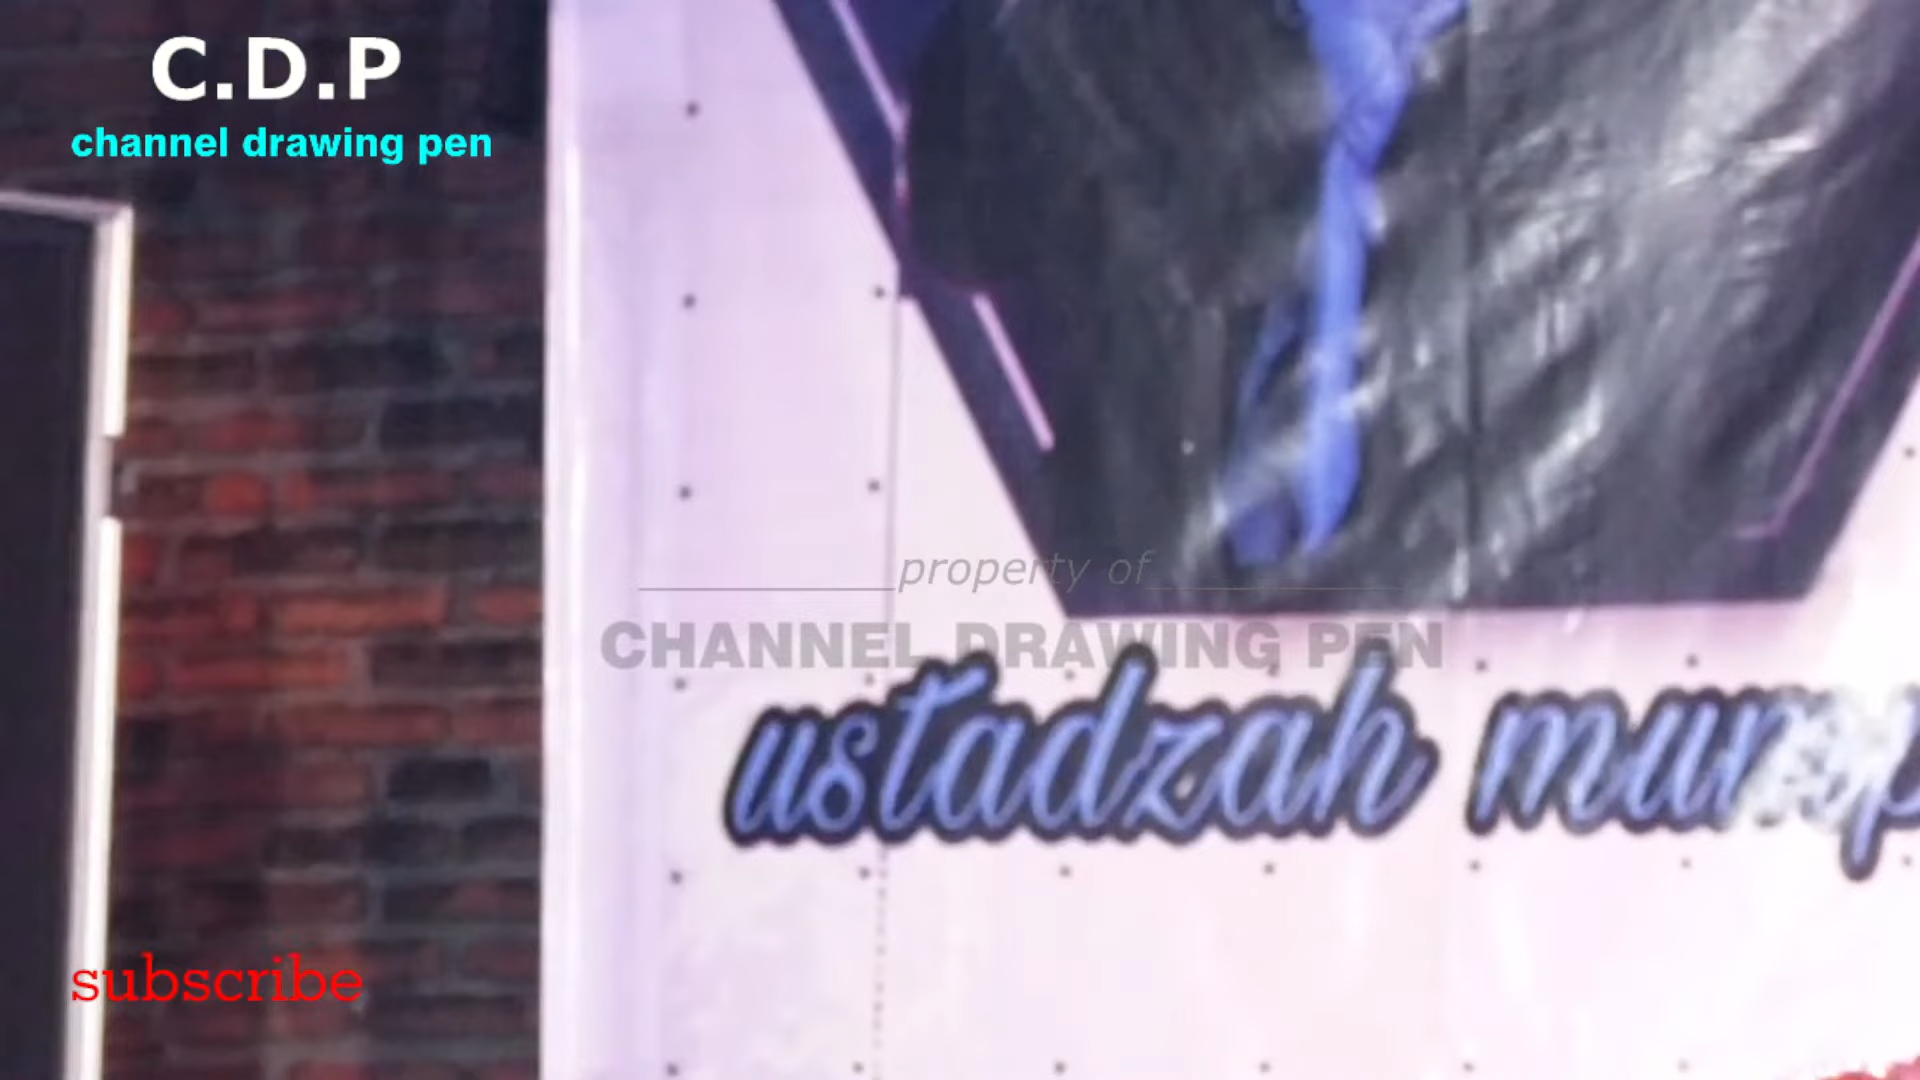 C.D.P
channel drawing pen
property of
CHANNEL DRAWING PEN
ustadzah
subscribe